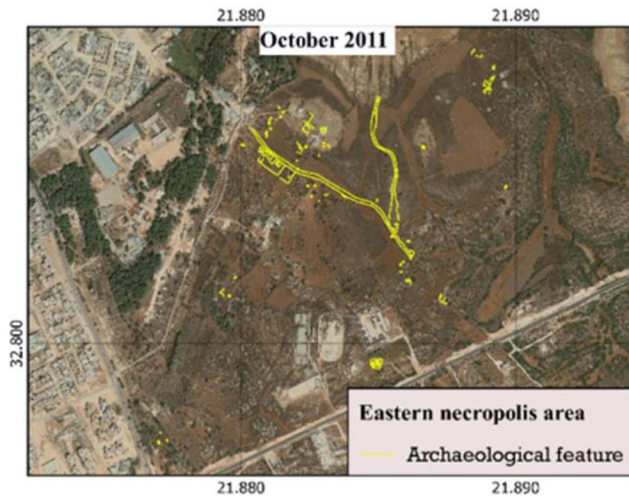 21.880 21.890
October 2011
32.800
Eastern necropolis area
Archaeological feature
21.880 21.890